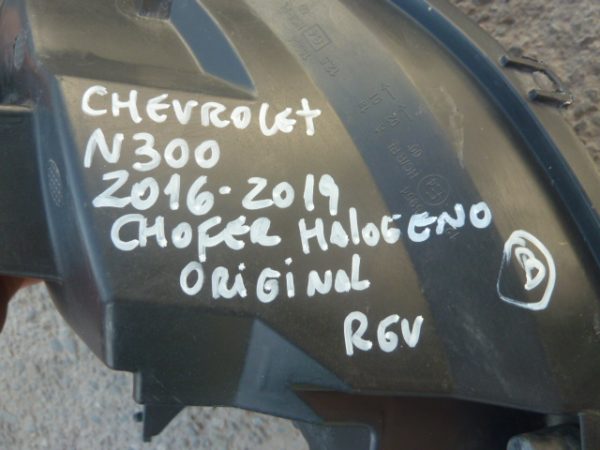 CHEVROLET
N300
2016-2019
CHOFER HALOGENO
ORIGINAL
RGV
B